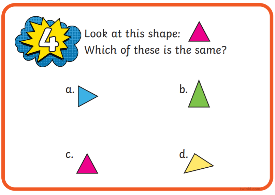 4
Look at this shape:
Which of these is the same?
a.
b.
c.
d.